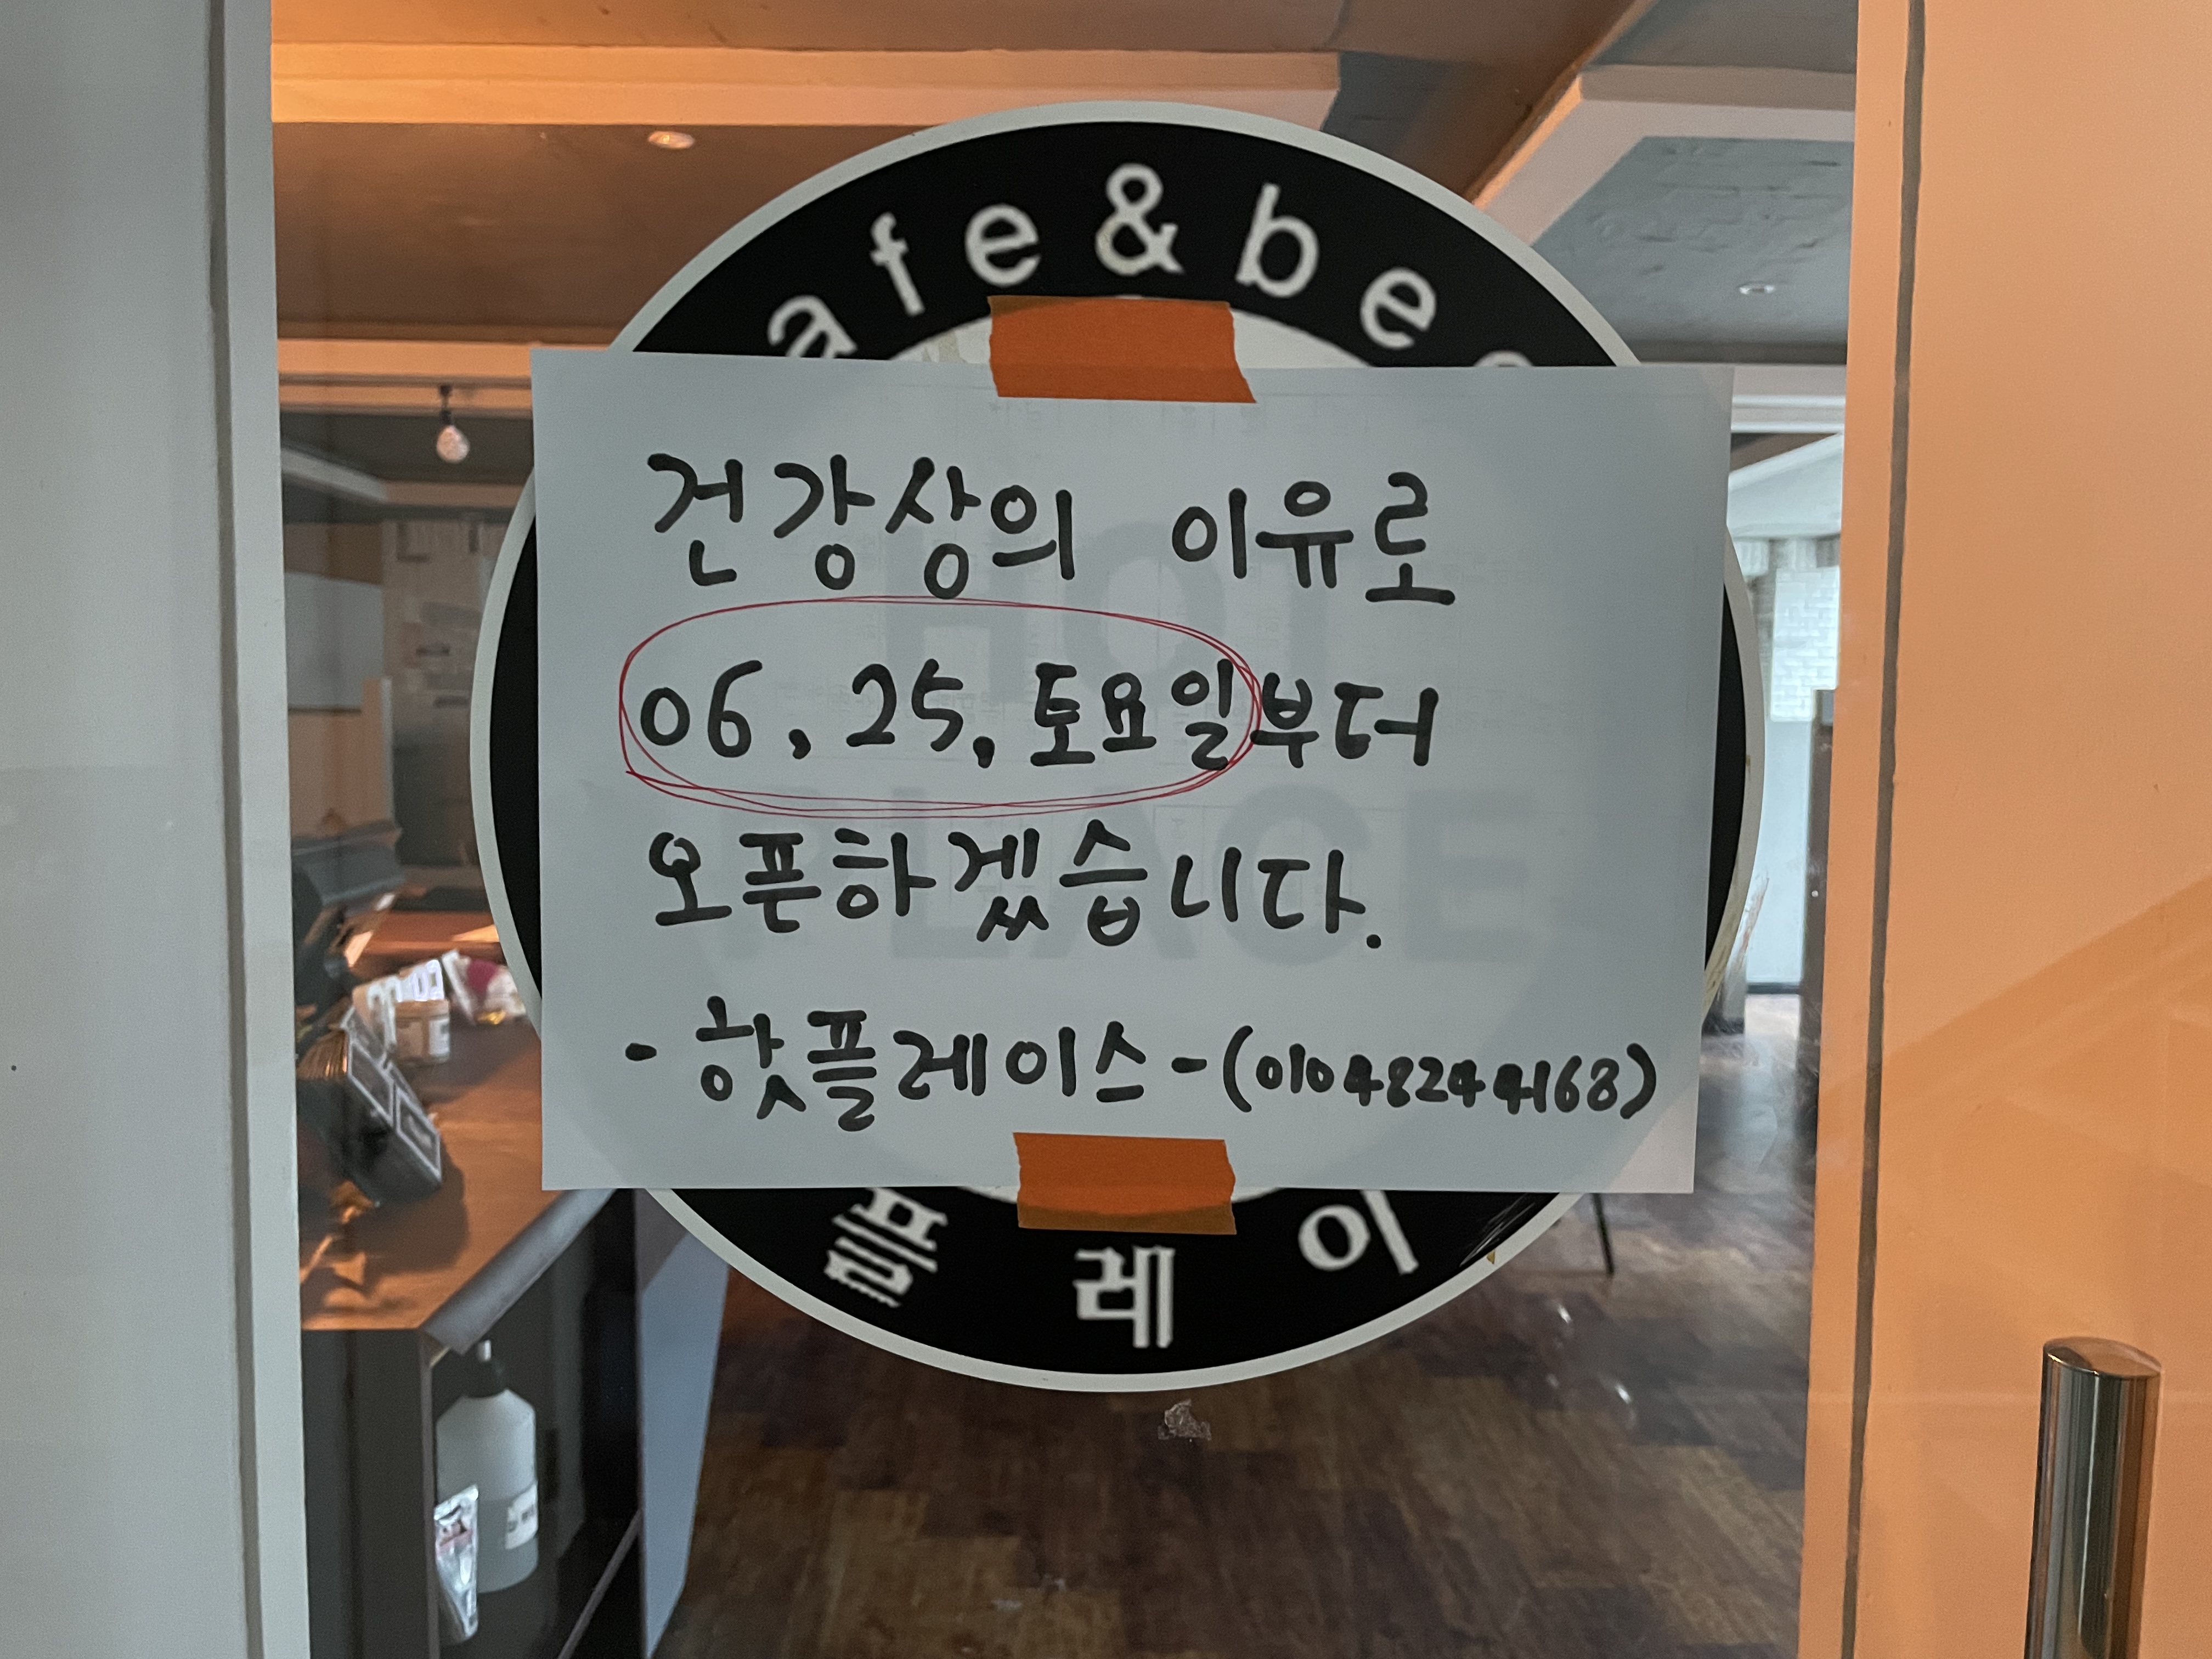 afe & bee
건강상의 이유로
06. 25. 토요일부터
오픈하겠습니다.
- 핫플레이스 - (01048244168)
플레이